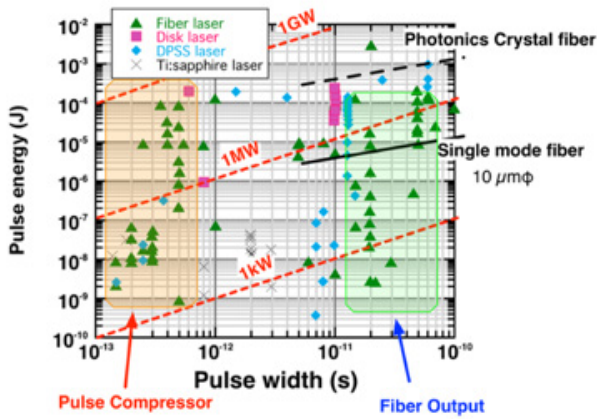 Fiber laser
Disk laser
DPSS laser
Ti:sapphire laser
1GW
Photonics Crystal fiber
1MW
Single mode fiber
10 μmϕ
1kW
Pulse energy (J)
10⁻²
10⁻³
10⁻⁴
10⁻⁵
10⁻⁶
10⁻⁷
10⁻⁸
10⁻⁹
10⁻¹⁰
10⁻¹³
10⁻¹²
10⁻¹¹
10⁻¹⁰
Pulse width (s)
Pulse Compressor
Fiber Output